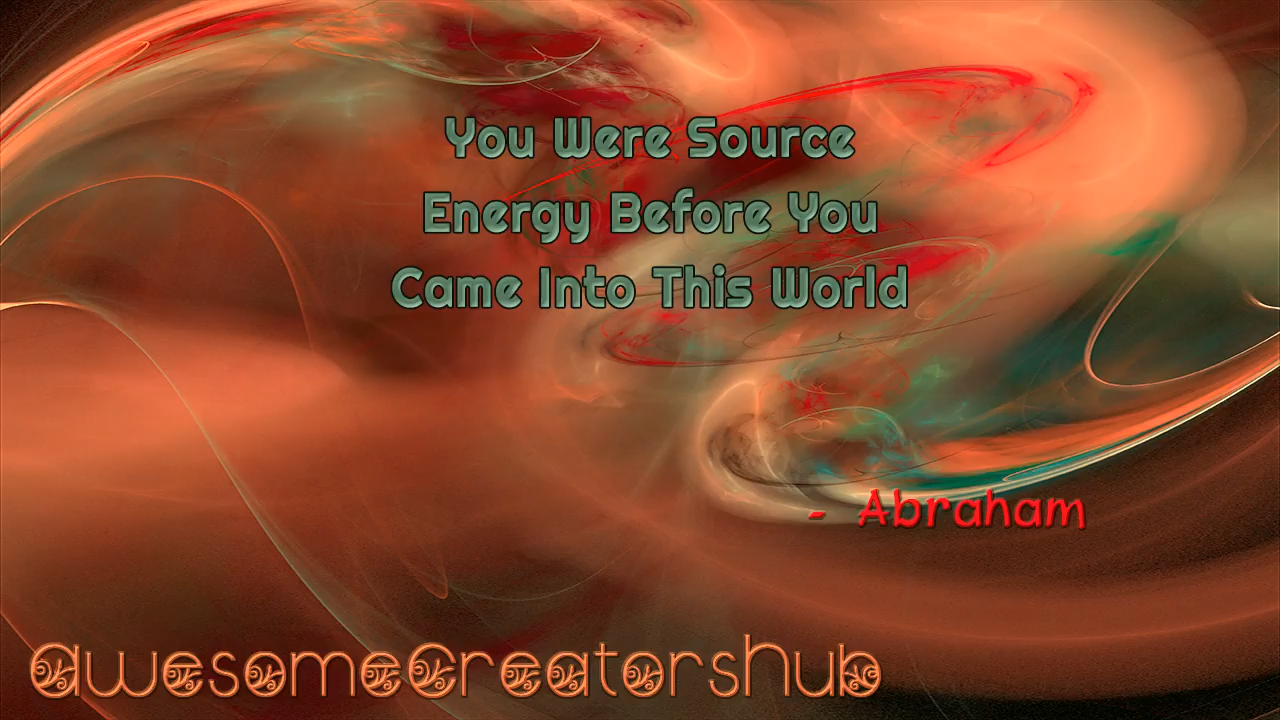 You Were Source
Energy Before You
Came Into This World
- Abraham
awesomeCreatorshub